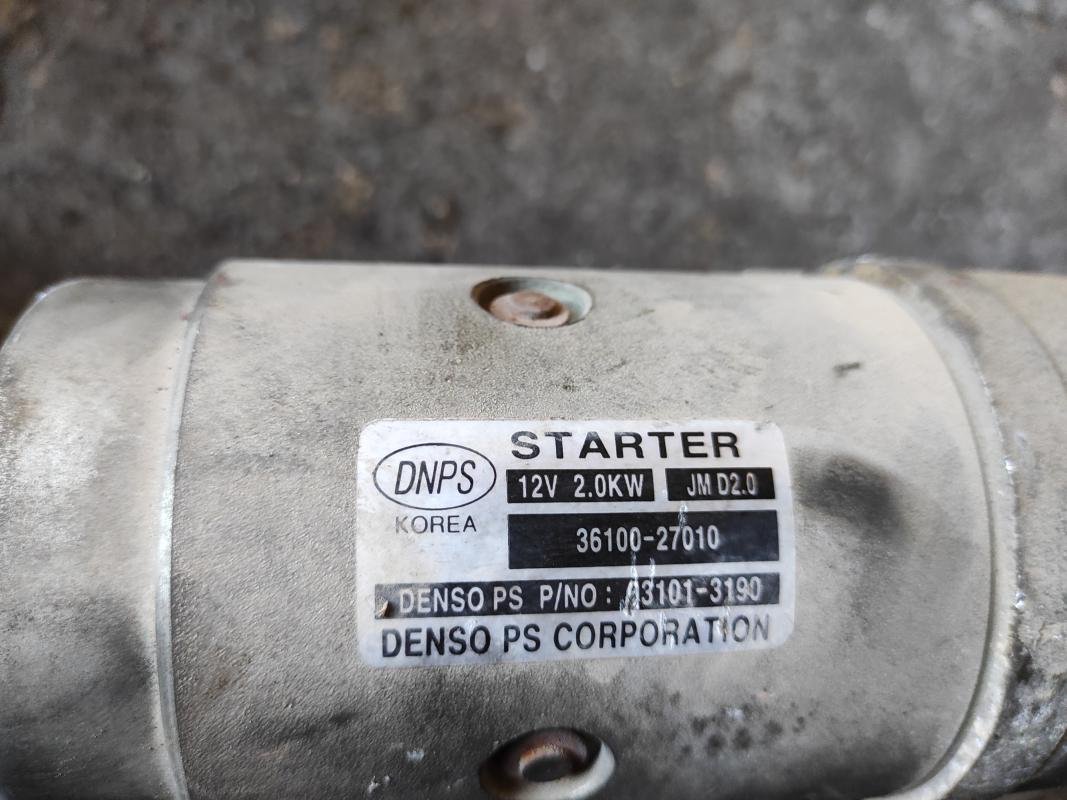 DNPS
KOREA
STARTER
12V 2.0KW JM D2.0
36100-27010
DENSO PS P/NO :
DENSO PS CORPORATION